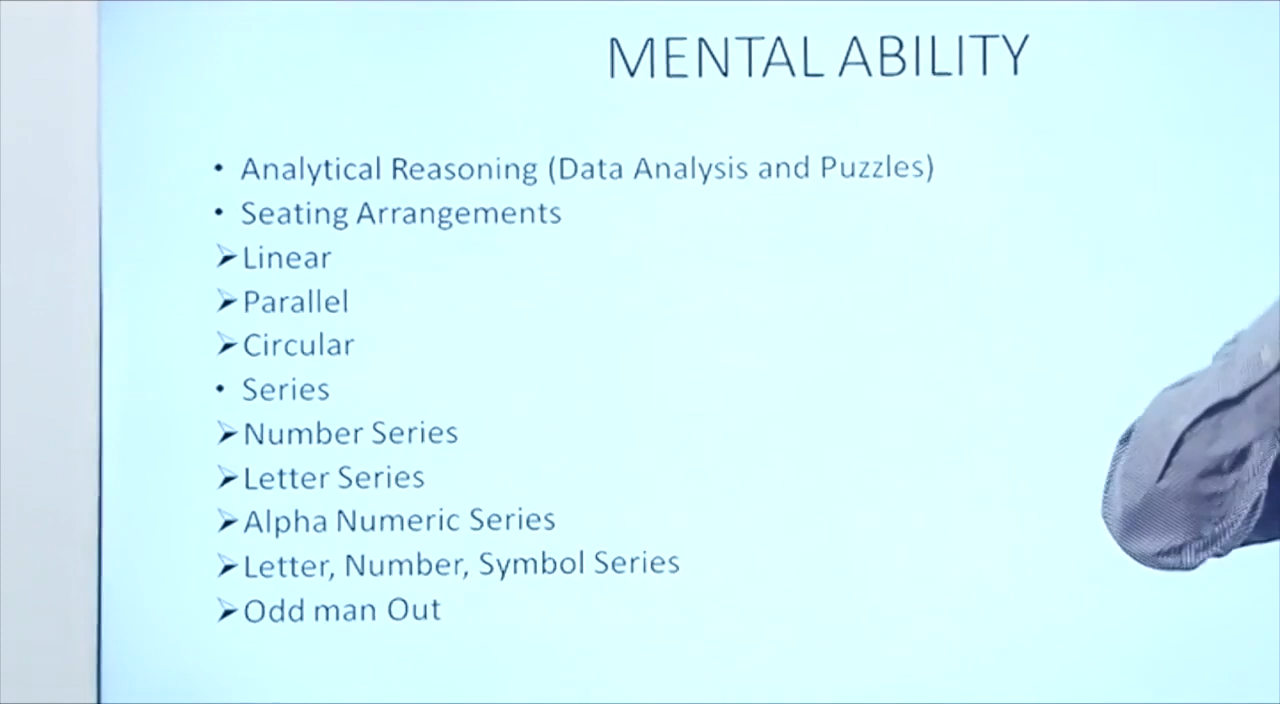 MENTAL ABILITY
• Analytical Reasoning (Data Analysis and Puzzles)
• Seating Arrangements
➢Linear
➢Parallel
➢Circular
• Series
➢Number Series
➢Letter Series
➢Alpha Numeric Series
➢Letter, Number, Symbol Series
➢Odd man Out